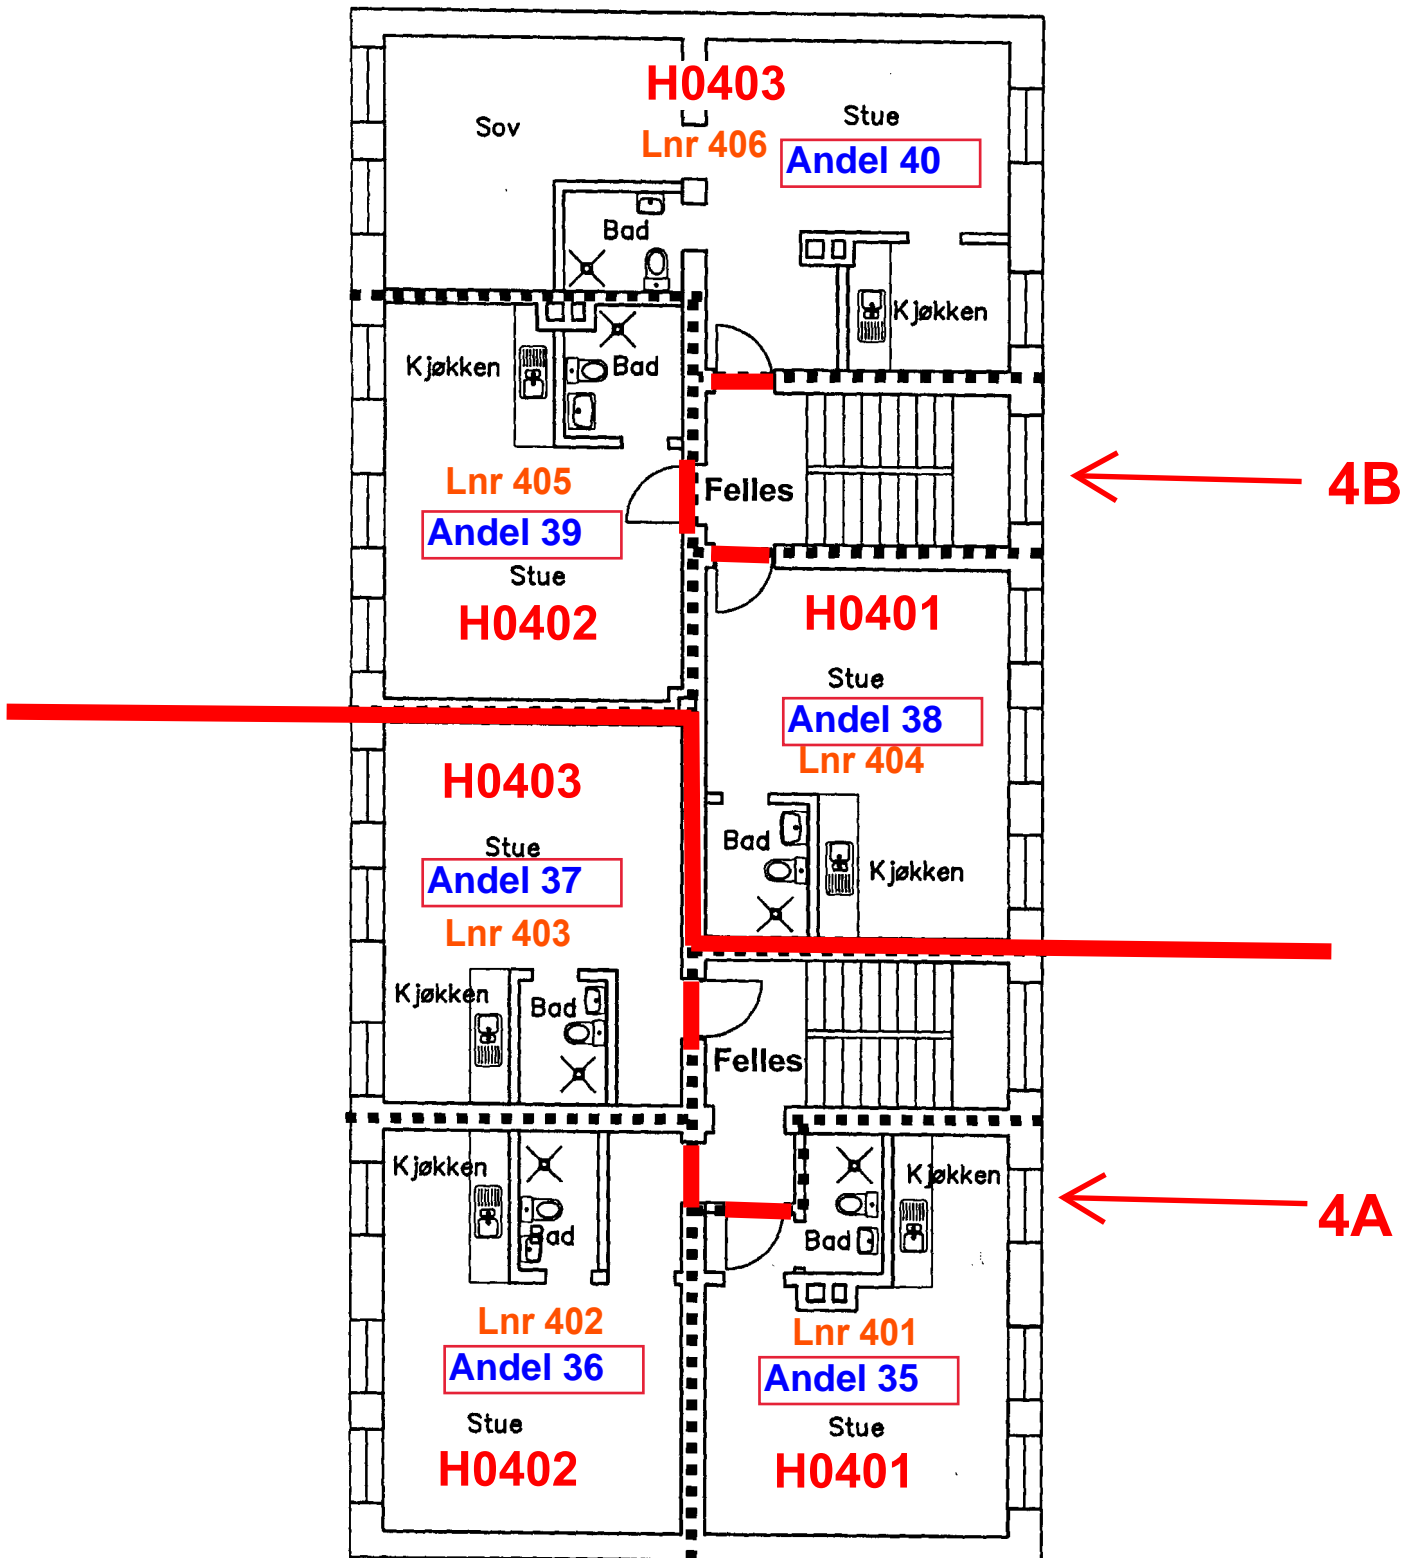 H0403
Sov
Stue
Lnr 406
Andel 40
Bad
Kjøkken
Kjøkken
Bad
Lnr 405
Felles
4B
Andel 39
Stue
H0402
H0401
Stue
Andel 38
Lnr 404
H0403
Stue
Andel 37
Bad
Kjøkken
Lnr 403
Kjøkken
Bad
Felles
Kjøkken
Kjøkken
4A
Bad
Bad
Lnr 402
Lnr 401
Andel 36
Andel 35
Stue
Stue
H0402
H0401